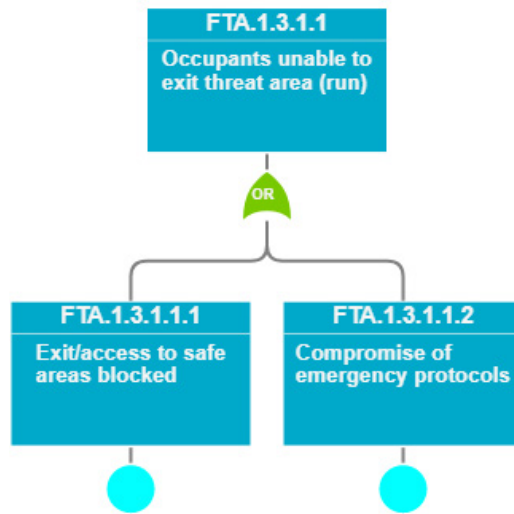 FTA.1.3.1.1
Occupants unable to
exit threat area (run)
OR
FTA.1.3.1.1.1
Exit/access to safe
areas blocked
FTA.1.3.1.1.2
Compromise of
emergency protocols